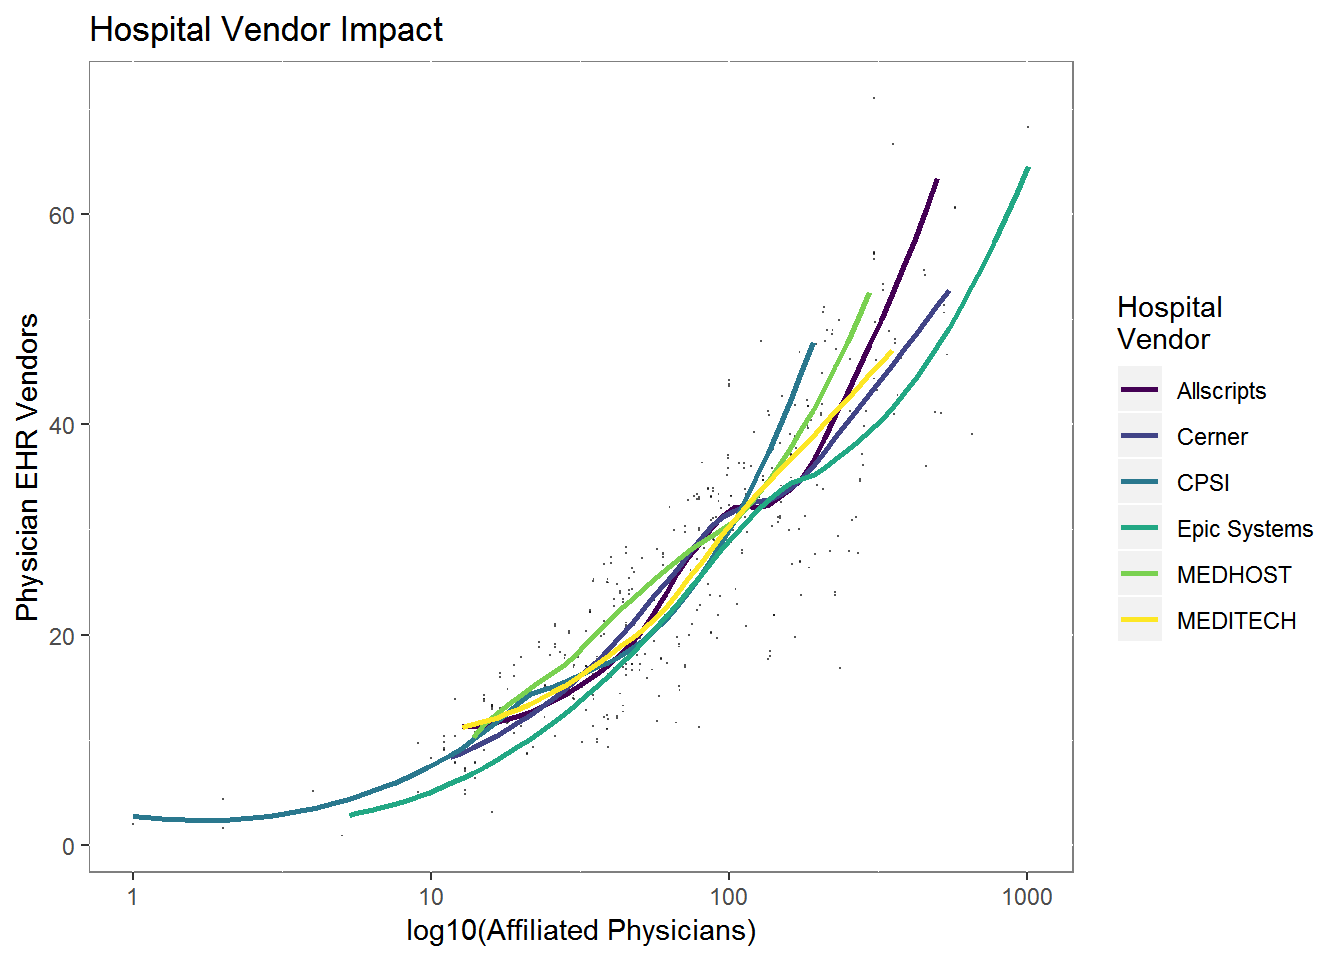 Hospital Vendor Impact
Physician EHR Vendors
60
40
20
0
1
10
100
1000
log10(Affiliated Physicians)
Hospital
Vendor
Allscripts
Cerner
CPSI
Epic Systems
MEDHOST
MEDITECH